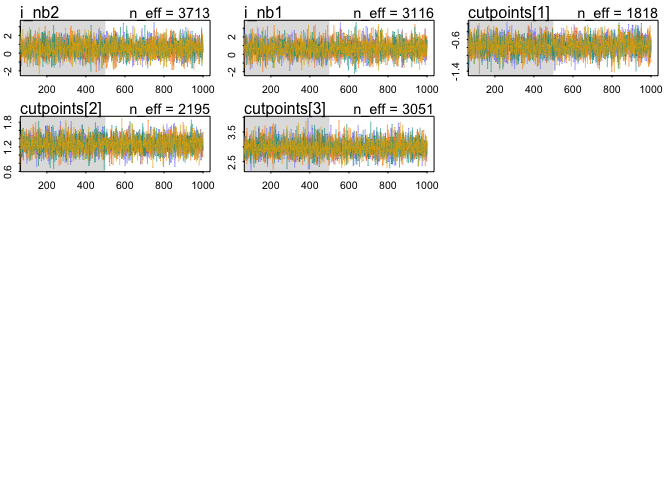 i_nb2 n_eff = 3713
-2 0 2
200 400 600 800 1000
i_nb1 n_eff = 3116
-2 0 2
200 400 600 800 1000
cutpoints[1] n_eff = 1818
-1.4 -0.6
200 400 600 800 1000
cutpoints[2] n_eff = 2195
0.6 1.2 1.8
200 400 600 800 1000
cutpoints[3] n_eff = 3051
2.5 3.5
200 400 600 800 1000